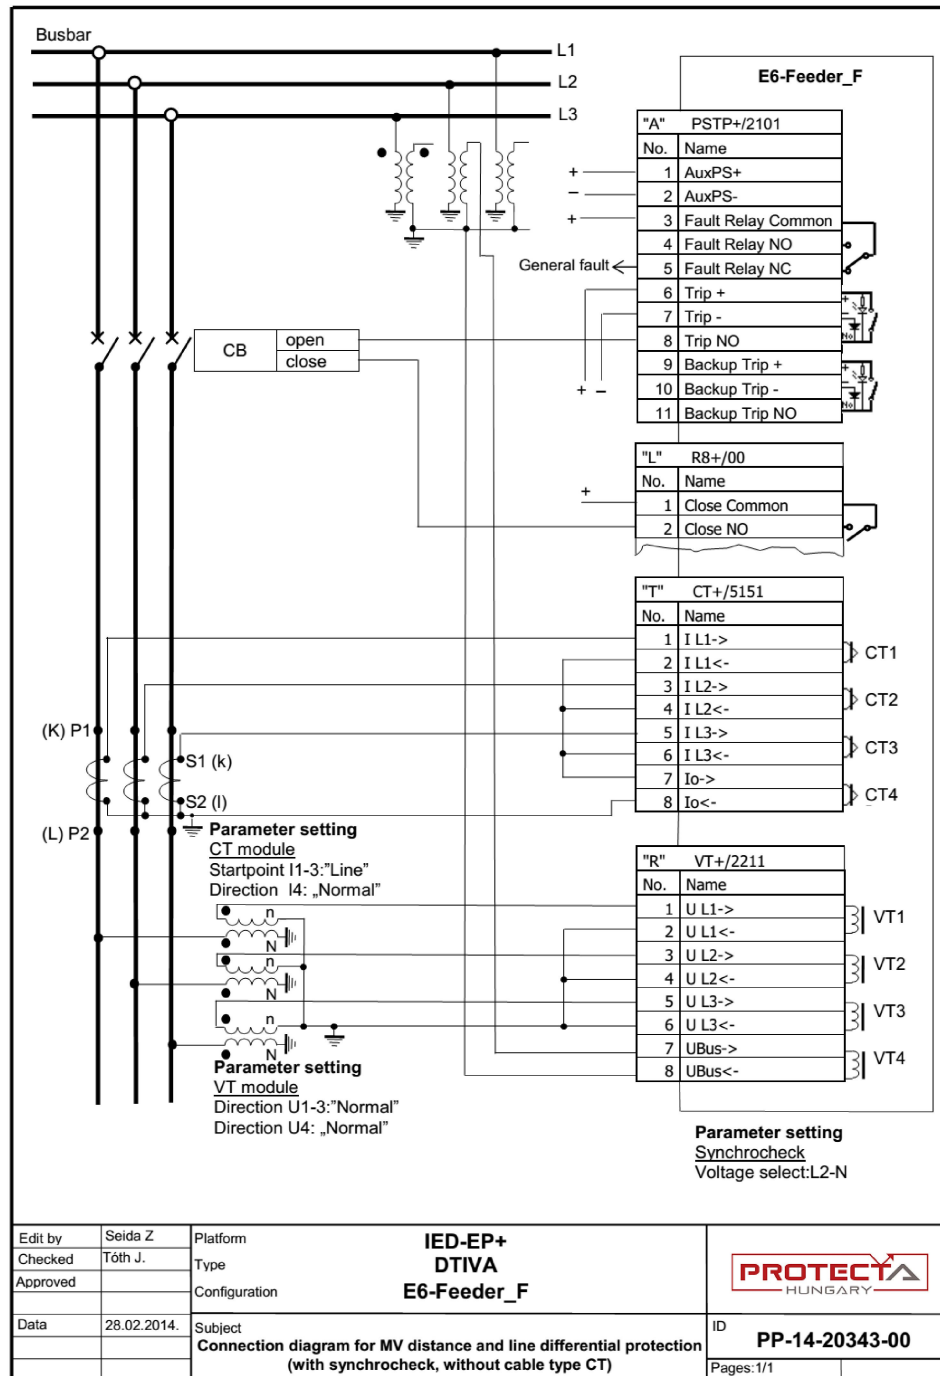 Busbar
L1
L2
L3
E6-Feeder_F
"A" PSTP+/2101
No. Name
1 AuxPS+
2 AuxPS-
3 Fault Relay Common
4 Fault Relay NO
5 Fault Relay NC
6 Trip +
7 Trip -
8 Trip NO
9 Backup Trip +
10 Backup Trip -
11 Backup Trip NO
+
−
+
General fault
+ −
CB
open
close
"L" R8+/00
No. Name
1 Close Common
2 Close NO
+
"T" CT+/5151
No. Name
1 I L1->
2 I L1<-
3 I L2->
4 I L2<-
5 I L3->
6 I L3<-
7 Io->
8 Io<-
CT1
CT2
CT3
CT4
(K) P1
S1 (k)
S2 (l)
(L) P2
Parameter setting
CT module
Startpoint I1-3:"Line"
Direction I4: „Normal"
"R" VT+/2211
No. Name
1 U L1->
2 U L1<-
3 U L2->
4 U L2<-
5 U L3->
6 U L3<-
7 UBus->
8 UBus<-
VT1
VT2
VT3
VT4
n
N
n
N
n
N
Parameter setting
VT module
Direction U1-3:"Normal"
Direction U4: „Normal"
Parameter setting
Synchrocheck
Voltage select:L2-N
Edit by Seida Z
Checked Tóth J.
Approved
Data 28.02.2014.
Platform IED-EP+
Type DTIVA
Configuration E6-Feeder_F
Subject
Connection diagram for MV distance and line differential protection
(with synchrocheck, without cable type CT)
PROTECTA
HUNGARY
ID
PP-14-20343-00
Pages:1/1